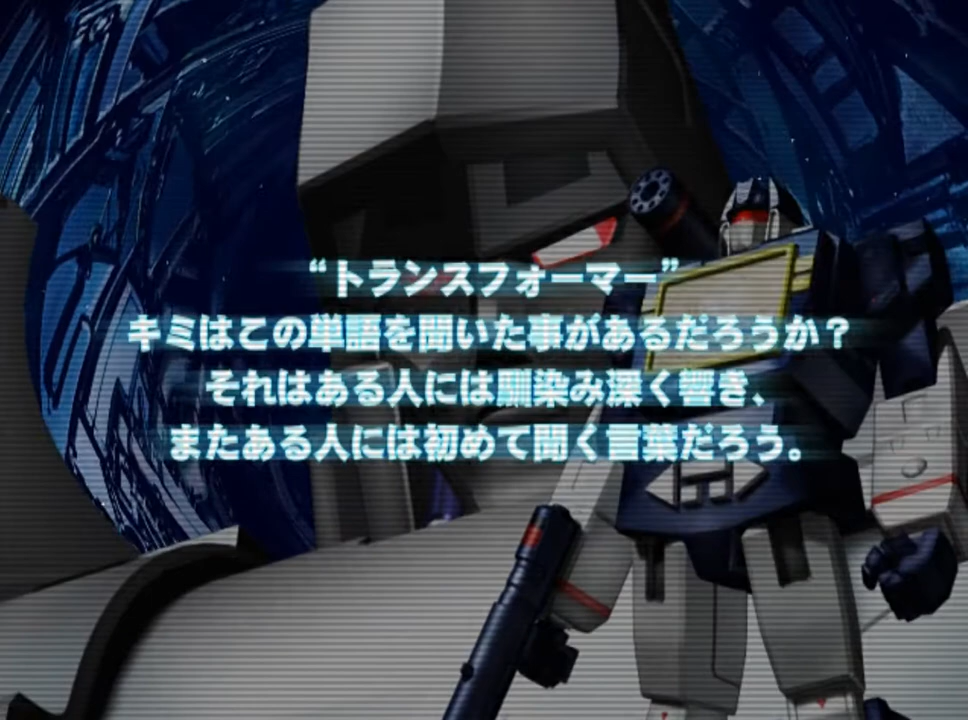 “トランスフォーマー”
キミはこの単語を聞いた事があるだろうか？
それはある人には馴染み深く響き、
またある人には初めて聞く言葉だろう。